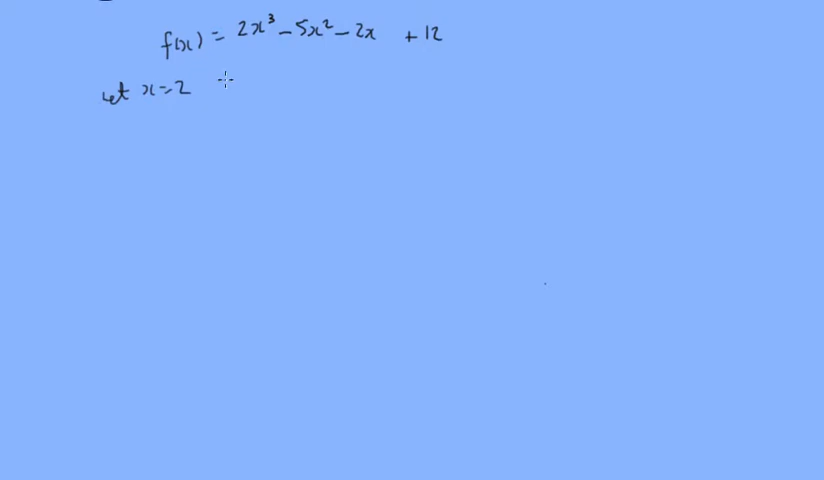 f(x) = 2x³ - 5x² - 2x + 12
let x = 2